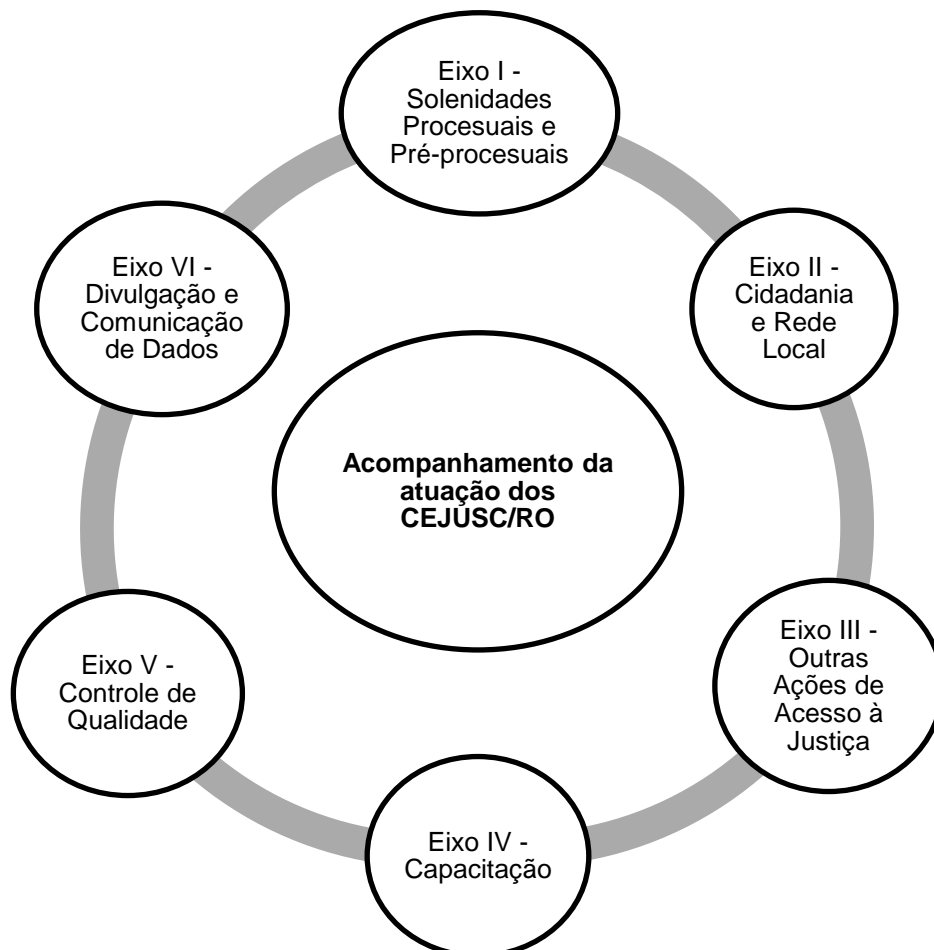 Eixo I -
Solenidades
Procesuais e
Pré-procesuais
Eixo II -
Cidadania
e Rede
Local
Eixo III -
Outras
Ações de
Acesso à
Justiça
Eixo IV -
Capacitação
Eixo V -
Controle de
Qualidade
Eixo VI -
Divulgação e
Comunicação
de Dados
Acompanhamento da
atuação dos
CEJUSC/RO